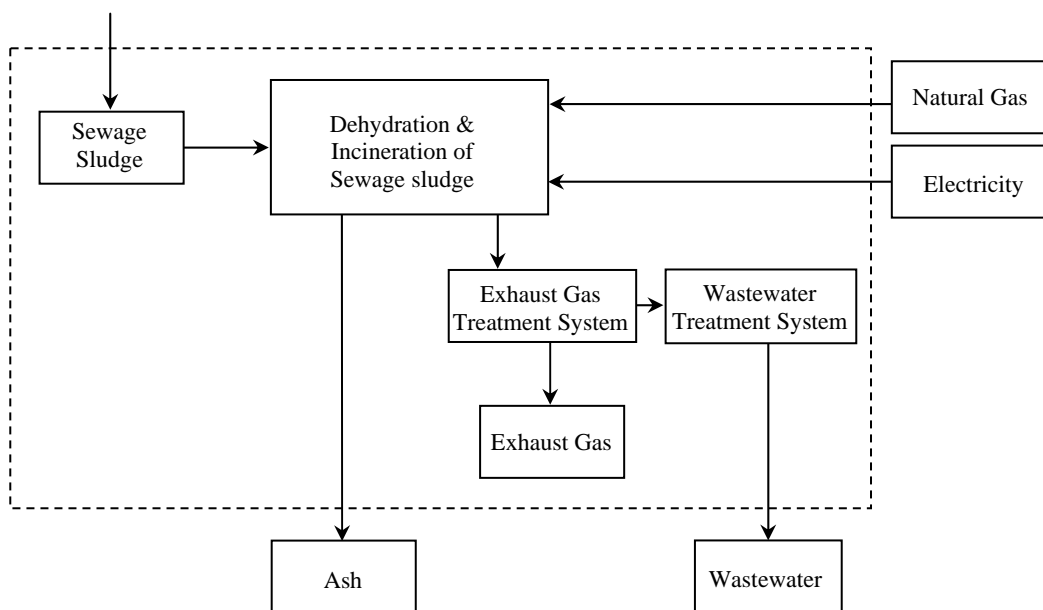 Natural Gas
Sewage
Sludge
Dehydration &
Incineration of
Sewage sludge
Electricity
Exhaust Gas
Treatment System
Wastewater
Treatment System
Exhaust Gas
Ash
Wastewater